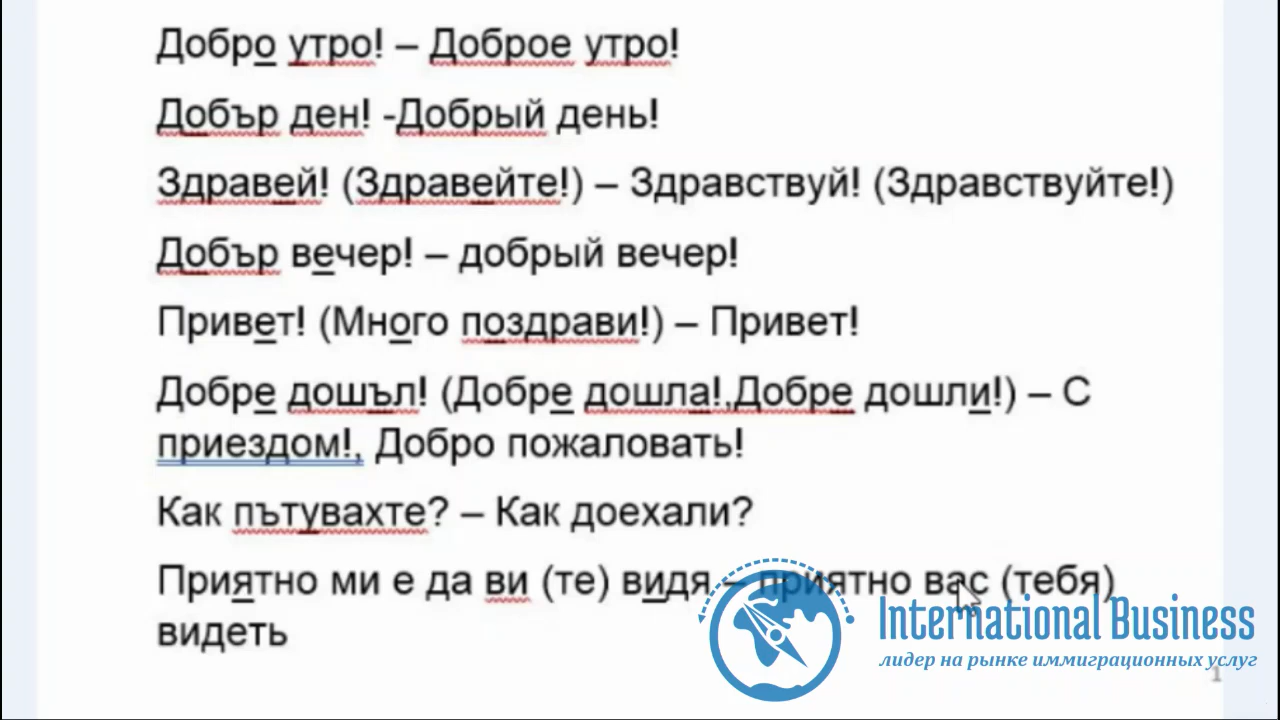 Добро утро! – Доброе утро!
Добър ден! -Добрый день!
Здравей! (Здравейте!) – Здравствуй! (Здравствуйте!)
Добър вечер! – добрый вечер!
Привет! (Много поздрави!) – Привет!
Добре дошъл! (Добре дошла!,Добре дошли!) – С
приездом!, Добро пожаловать!
Как пътувахте? – Как доехали?
Приятно ми е да ви (те) видя – приятно вас (тебя)
видеть
International Business
лидер на рынке иммиграционных услуг
1